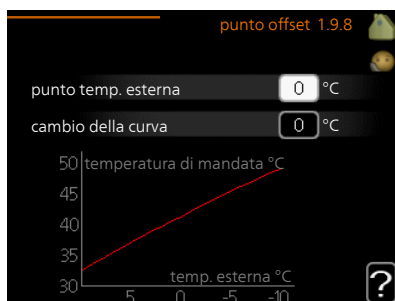 punto offset 1.9.8
punto temp. esterna 0 °C
cambio della curva 0 °C
50 temperatura di mandata °C
45
40
35
temp. esterna °C
30
5 0 -5 -10
?